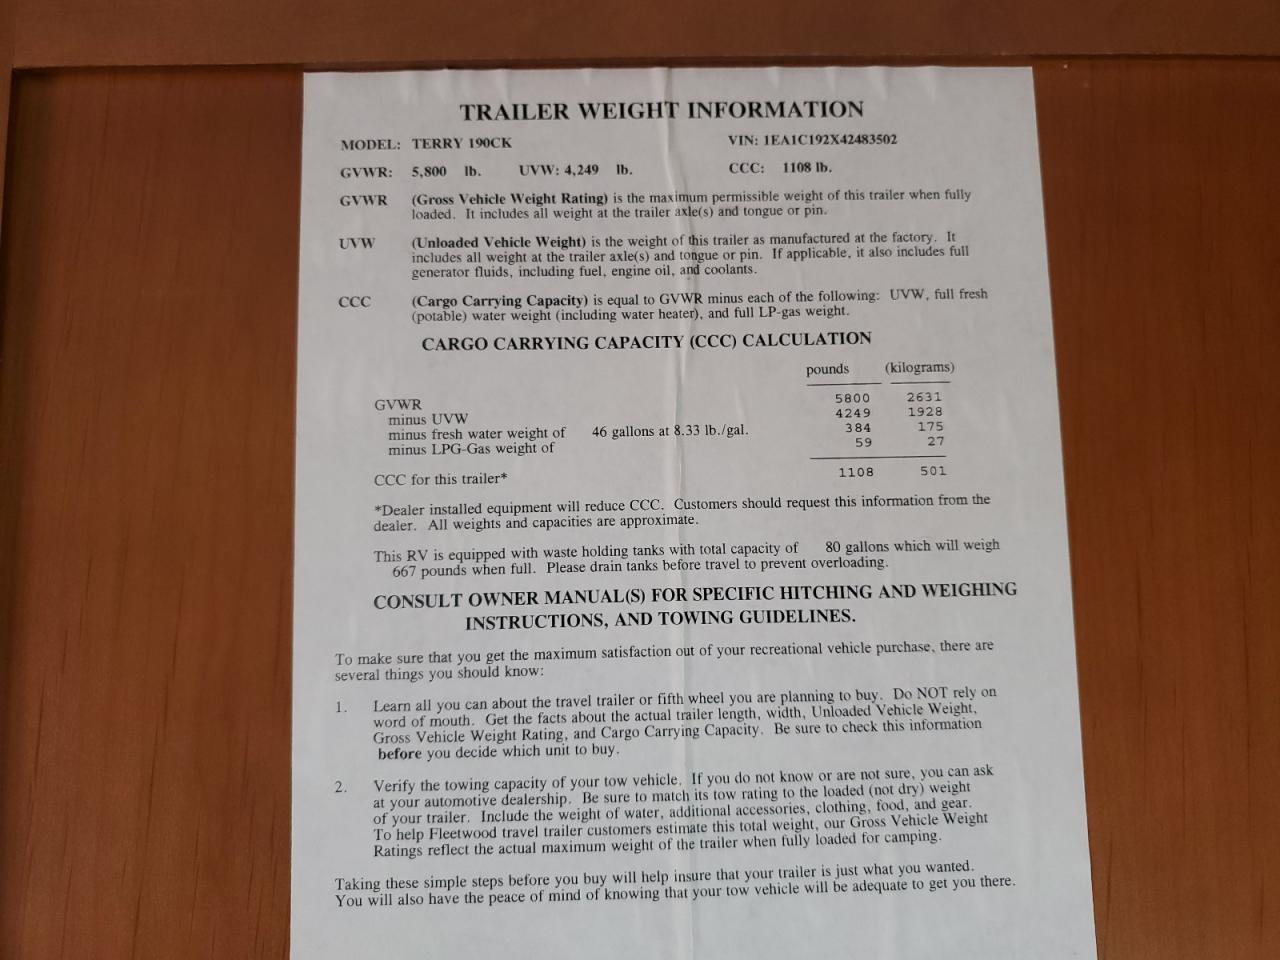 TRAILER WEIGHT INFORMATION
MODEL: TERRY 190CK VIN: 1EA1C192X42483502
GVWR: 5,800 lb. UVW: 4,249 lb. CCC: 1108 lb.
GVWR (Gross Vehicle Weight Rating) is the maximum permissible weight of this trailer when fully
loaded. It includes all weight at the trailer axle(s) and tongue or pin.
UVW (Unloaded Vehicle Weight) is the weight of this trailer as manufactured at the factory. It
includes all weight at the trailer axle(s) and tongue or pin. If applicable, it also includes full
generator fluids, including fuel, engine oil, and coolants.
CCC (Cargo Carrying Capacity) is equal to GVWR minus each of the following: UVW, full fresh
(potable) water weight (including water heater), and full LP-gas weight.
CARGO CARRYING CAPACITY (CCC) CALCULATION
pounds (kilograms)
GVWR 5800 2631
minus UVW 4249 1928
minus fresh water weight of 46 gallons at 8.33 lb./gal. 384 175
minus LPG-Gas weight of 59 27
CCC for this trailer* 1108 501
*Dealer installed equipment will reduce CCC. Customers should request this information from the
dealer. All weights and capacities are approximate.
This RV is equipped with waste holding tanks with total capacity of 80 gallons which will weigh
667 pounds when full. Please drain tanks before travel to prevent overloading.
CONSULT OWNER MANUAL(S) FOR SPECIFIC HITCHING AND WEIGHING
INSTRUCTIONS, AND TOWING GUIDELINES.
To make sure that you get the maximum satisfaction out of your recreational vehicle purchase, there are
several things you should know:
1. Learn all you can about the travel trailer or fifth wheel you are planning to buy. Do NOT rely on
word of mouth. Get the facts about the actual trailer length, width, Unloaded Vehicle Weight,
Gross Vehicle Weight Rating, and Cargo Carrying Capacity. Be sure to check this information
before you decide which unit to buy.
2. Verify the towing capacity of your tow vehicle. If you do not know or are not sure, you can ask
at your automotive dealership. Be sure to match its tow rating to the loaded (not dry) weight
of your trailer. Include the weight of water, additional accessories, clothing, food, and gear.
To help Fleetwood travel trailer customers estimate this total weight, our Gross Vehicle Weight
Ratings reflect the actual maximum weight of the trailer when fully loaded for camping.
Taking these simple steps before you buy will help insure that your trailer is just what you wanted.
You will also have the peace of mind of knowing that your tow vehicle will be adequate to get you there.